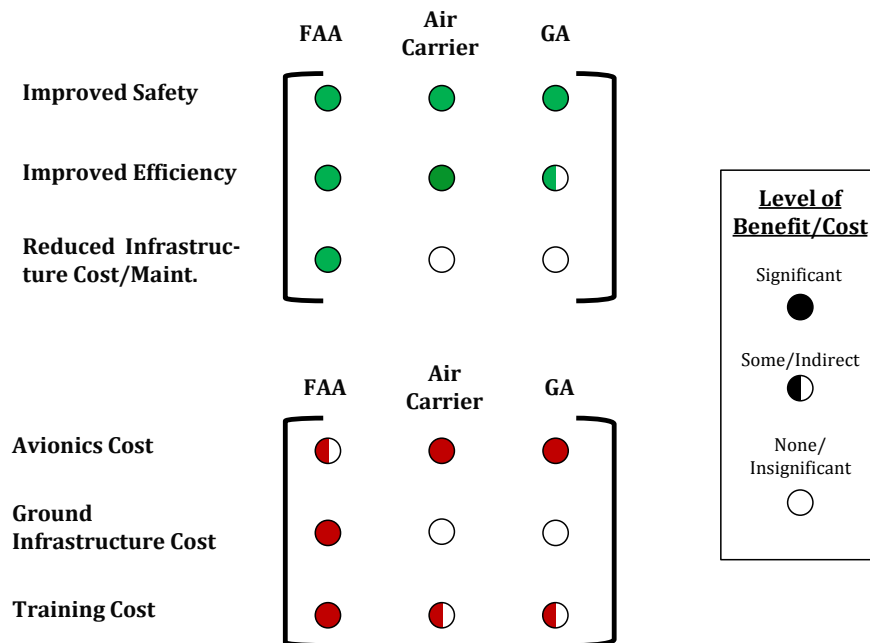 FAA
Air
Carrier
GA
Improved Safety
Improved Efficiency
Reduced Infrastruc-
ture Cost/Maint.
FAA
Air
Carrier
GA
Avionics Cost
Ground
Infrastructure Cost
Training Cost
Level of
Benefit/Cost
Significant
Some/Indirect
None/
Insignificant